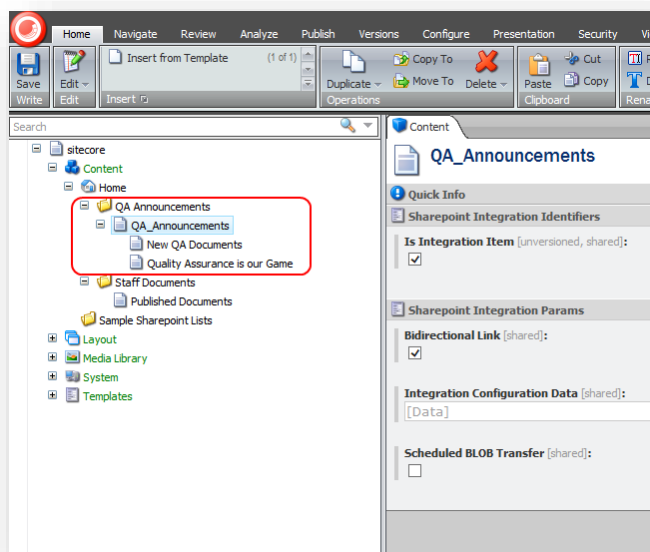 Home Navigate Review Analyze Publish Versions Configure Presentation Security
Insert from Template (1 of 1)
Save Edit Duplicate Copy To Move To Delete Paste Cut Copy
Write Edit Insert Operations Clipboard
Search
sitecore
Content
Home
QA Announcements
QA_Announcements
New QA Documents
Quality Assurance is our Game
Staff Documents
Published Documents
Sample Sharepoint Lists
Layout
Media Library
System
Templates
Content
QA_Announcements
Quick Info
Sharepoint Integration Identifiers
Is Integration Item [unversioned, shared]:
Sharepoint Integration Params
Bidirectional Link [shared]:
Integration Configuration Data [shared]:
[Data]
Scheduled BLOB Transfer [shared]: